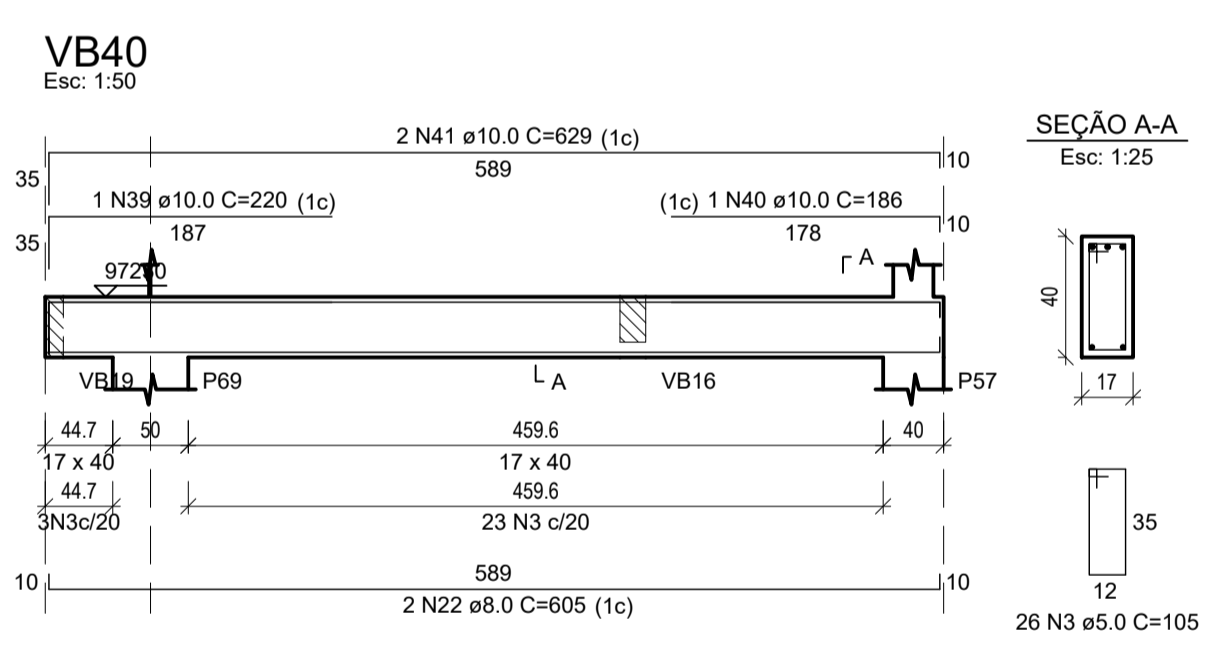 VB40
Esc: 1:50
2 N41 ø10.0 C=629 (1c)
589
35
10
1 N39 ø10.0 C=220 (1c)
187
35
(1c) 1 N40 ø10.0 C=186
178
10
A
VB19
P69
A
VB16
P57
44.7
50
459.6
40
17 x 40
17 x 40
44.7
459.6
3N3c/20
23 N3 c/20
10
589
10
2 N22 ø8.0 C=605 (1c)
SEÇÃO A-A
Esc: 1:25
40
17
35
12
26 N3 ø5.0 C=105